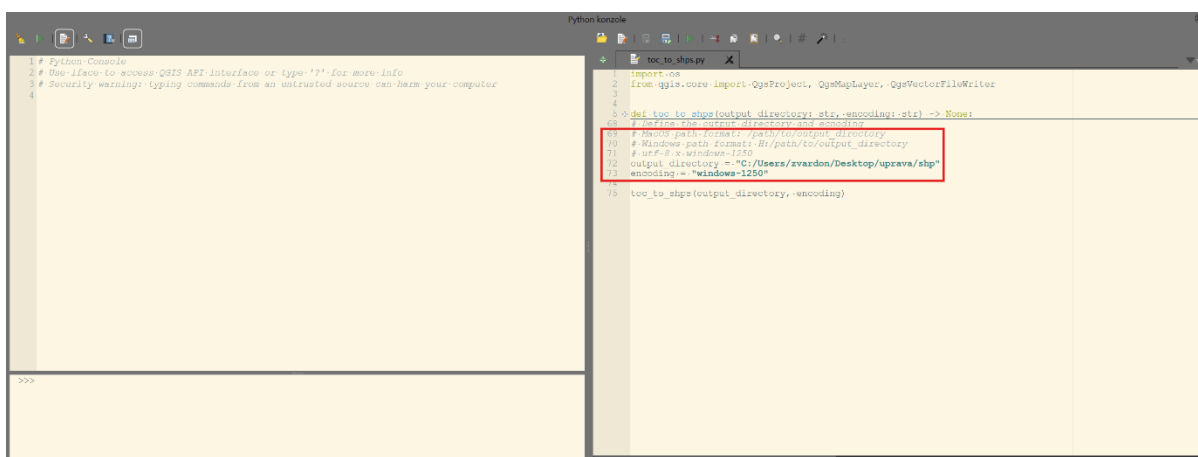 Python konzole
1 # Python Console
2 # Use iface to access QGIS API interface or type '?' for more info
3 # Security warning: typing commands from an untrusted source can harm your computer
4
>>>
toc_to_shps.py X
1 import os
2 from qgis.core import QgsProject, QgsMapLayer, QgsVectorFileWriter
3
4
5 def toc_to_shps(output_directory: str, encoding: str) -> None:
68 # Define the output directory and ecnoding
69 # MacOS path format: /path/to/output_directory
70 # Windows path format: H:/path/to/output_directory
71 # utf-8 x windows-1250
72 output_directory = "C:/Users/zvardon/Desktop/uprava/shp"
73 encoding = "windows-1250"
74
75 toc_to_shps(output_directory, encoding)